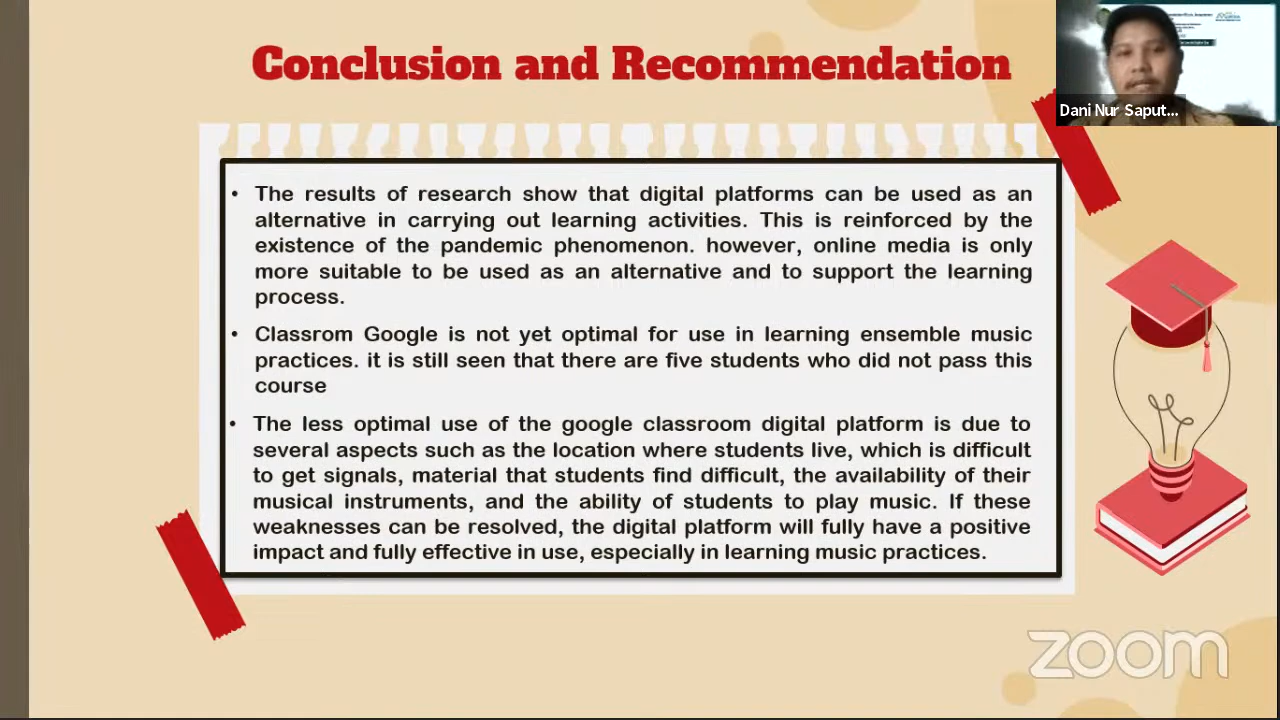 Conclusion and Recommendation
Dani Nur Saput...
• The results of research show that digital platforms can be used as an
alternative in carrying out learning activities. This is reinforced by the
existence of the pandemic phenomenon. however, online media is only
more suitable to be used as an alternative and to support the learning
process.
• Classrom Google is not yet optimal for use in learning ensemble music
practices. it is still seen that there are five students who did not pass this
course
• The less optimal use of the google classroom digital platform is due to
several aspects such as the location where students live, which is difficult
to get signals, material that students find difficult, the availability of their
musical instruments, and the ability of students to play music. If these
weaknesses can be resolved, the digital platform will fully have a positive
impact and fully effective in use, especially in learning music practices.
zoom